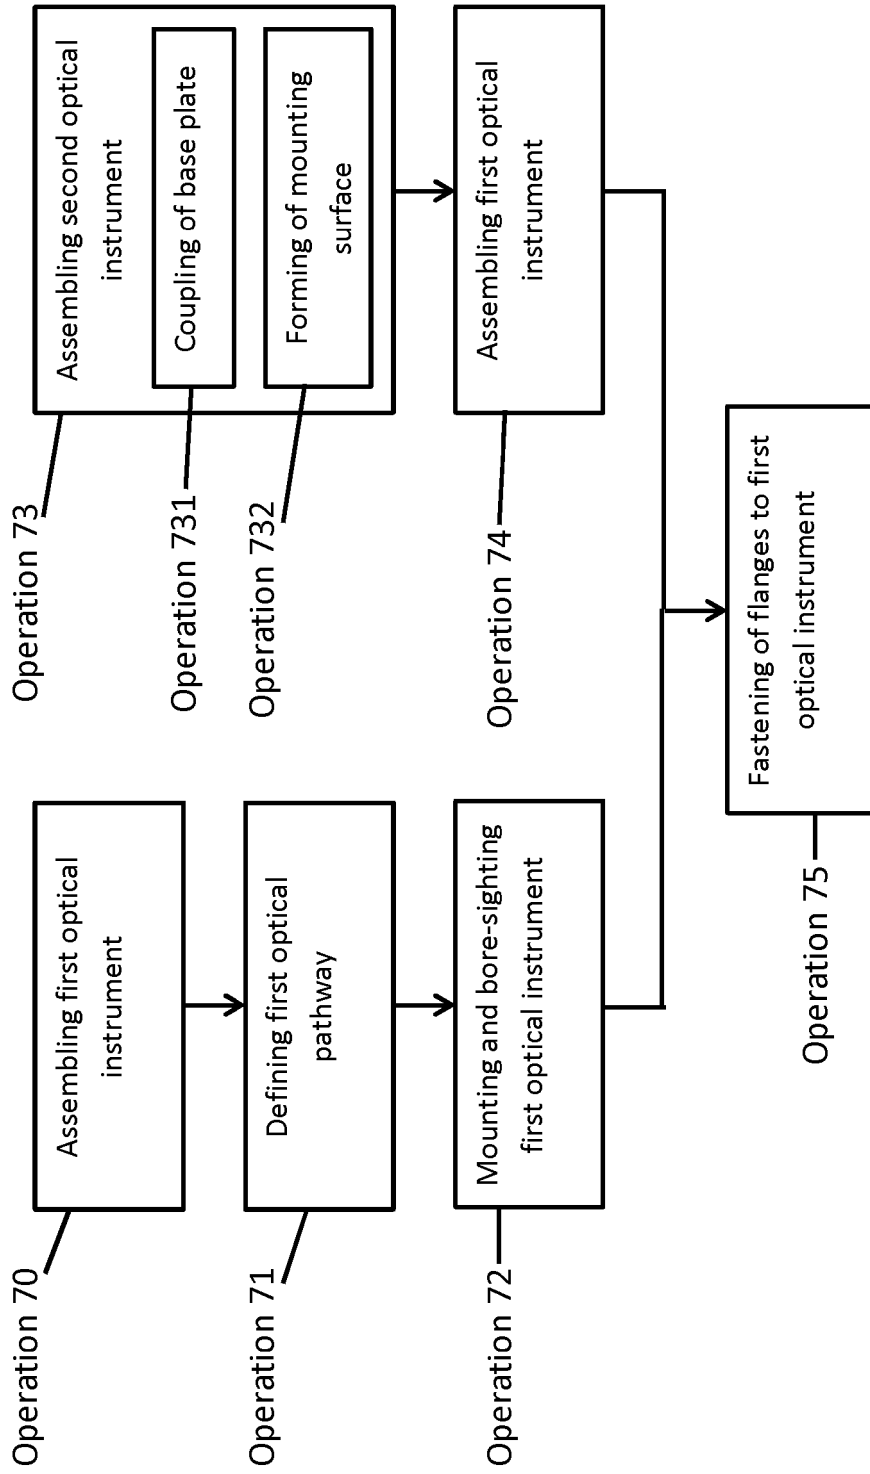 Operation 70
Assembling first optical
instrument
Operation 71
Defining first optical
pathway
Operation 72
Mounting and bore-sighting
first optical instrument
Operation 73
Assembling second optical
instrument
Operation 731
Coupling of base plate
Operation 732
Forming of mounting
surface
Operation 74
Assembling first optical
instrument
Operation 75
Fastening of flanges to first
optical instrument